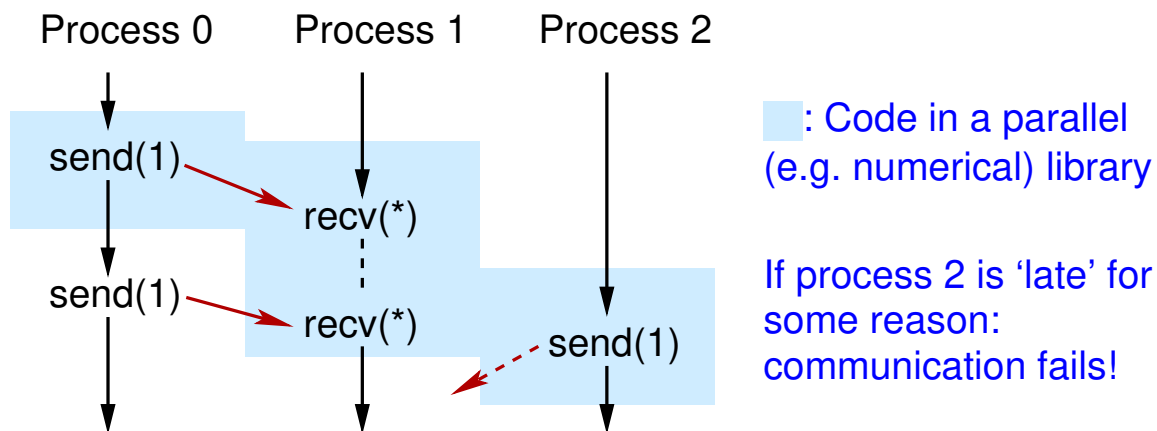 Process 0 Process 1 Process 2
send(1)
recv(*)
send(1)
recv(*)
send(1)
: Code in a parallel
(e.g. numerical) library
If process 2 is ‘late’ for
some reason:
communication fails!